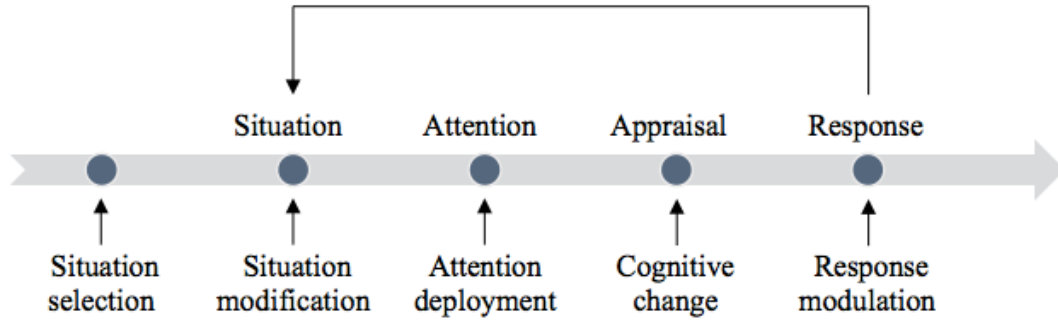 Situation Attention Appraisal Response
Situation Situation Attention Cognitive Response
selection modification deployment change modulation